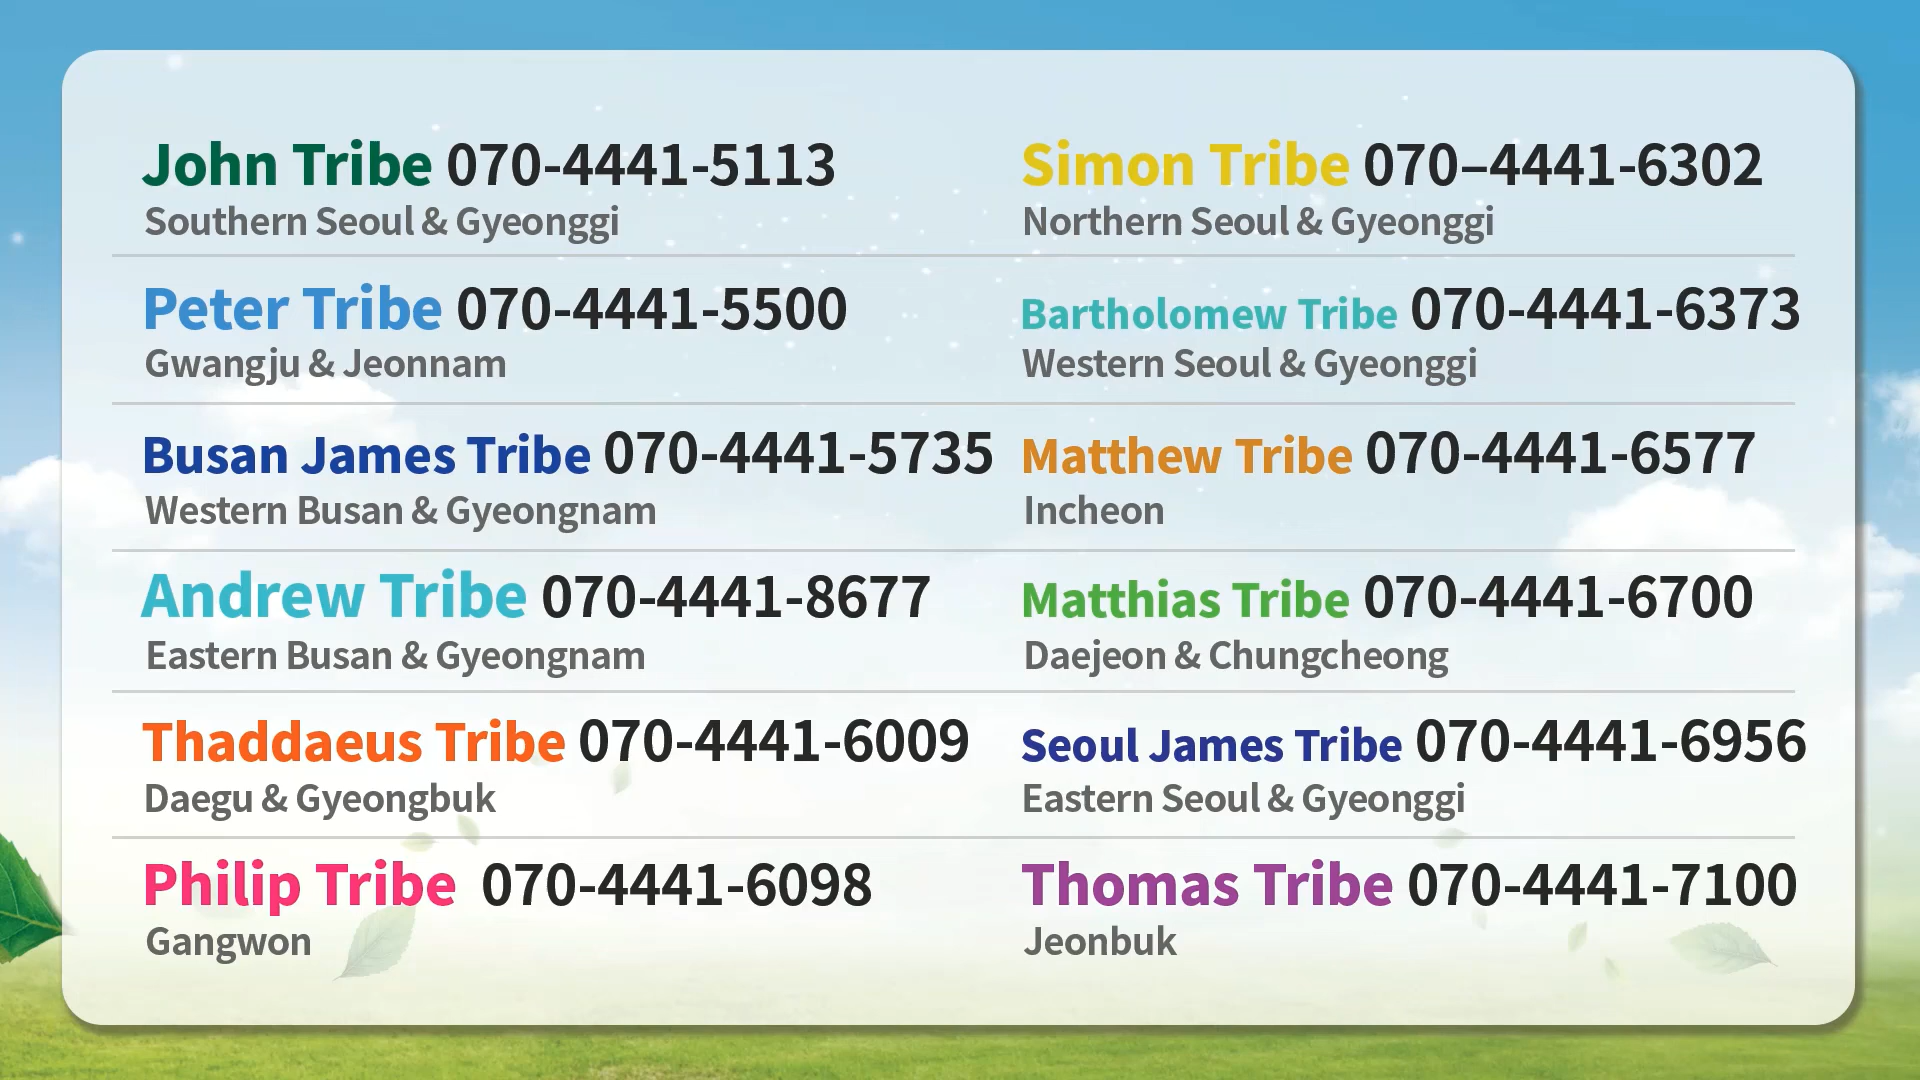 John Tribe 070-4441-5113
Southern Seoul & Gyeonggi
Simon Tribe 070–4441-6302
Northern Seoul & Gyeonggi
Peter Tribe 070-4441-5500
Gwangju & Jeonnam
Bartholomew Tribe 070-4441-6373
Western Seoul & Gyeonggi
Busan James Tribe 070-4441-5735
Western Busan & Gyeongnam
Matthew Tribe 070-4441-6577
Incheon
Andrew Tribe 070-4441-8677
Eastern Busan & Gyeongnam
Matthias Tribe 070-4441-6700
Daejeon & Chungcheong
Thaddaeus Tribe 070-4441-6009
Daegu & Gyeongbuk
Seoul James Tribe 070-4441-6956
Eastern Seoul & Gyeonggi
Philip Tribe 070-4441-6098
Gangwon
Thomas Tribe 070-4441-7100
Jeonbuk